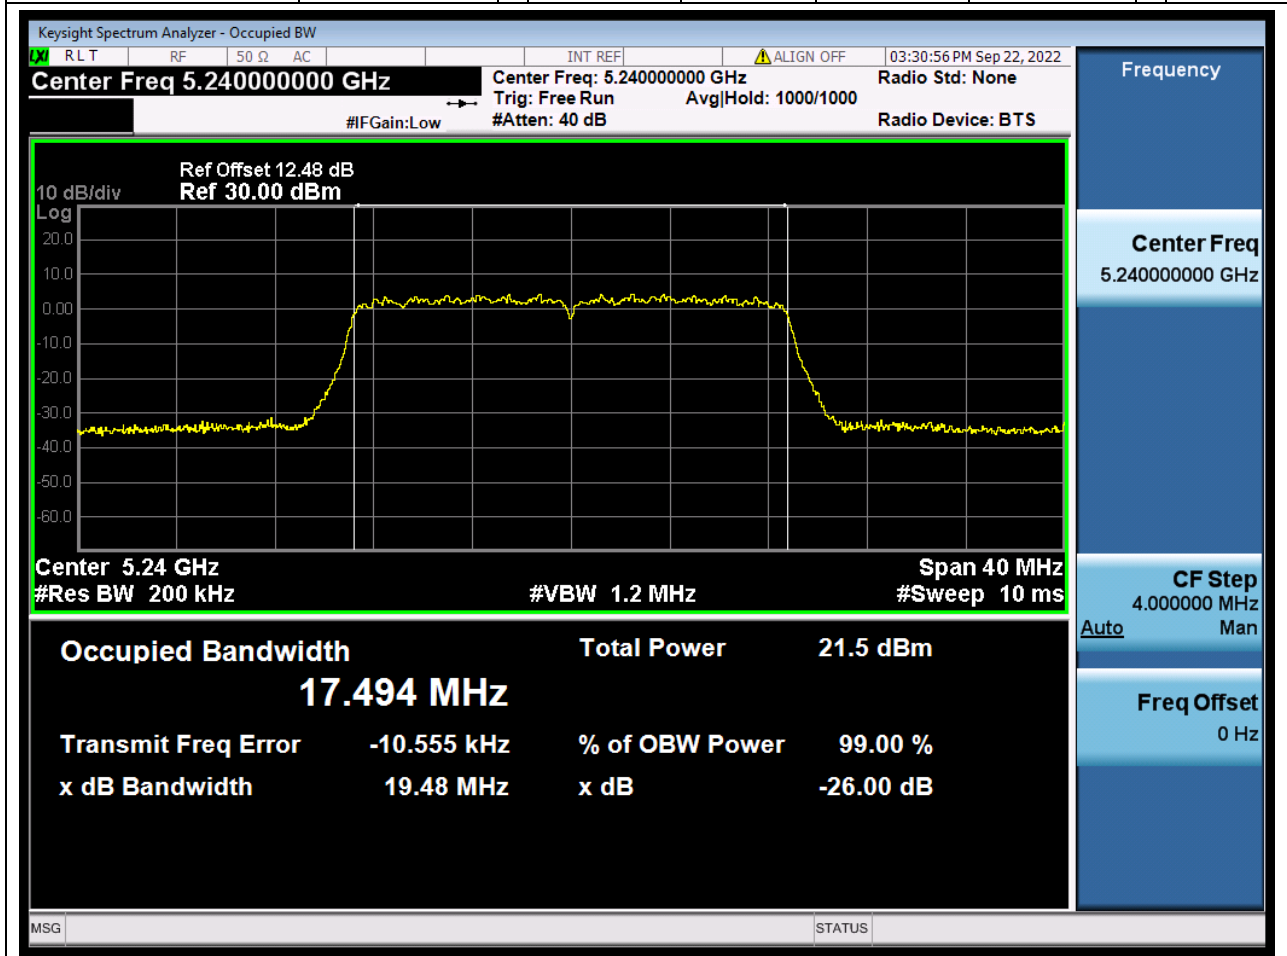 Keysight Spectrum Analyzer - Occupied BW
LXI RLT RF 50 Ω AC INT REF ALIGN OFF 03:30:56 PM Sep 22, 2022
Center Freq 5.240000000 GHz
Center Freq: 5.240000000 GHz
Radio Std: None
Trig: Free Run Avg|Hold: 1000/1000
#IFGain:Low
#Atten: 40 dB
Radio Device: BTS
Ref Offset 12.48 dB
10 dB/div Ref 30.00 dBm
Log
20.0
10.0
0.00
-10.0
-20.0
-30.0
-40.0
-50.0
-60.0
Center 5.24 GHz
Span 40 MHz
#Res BW 200 kHz
#VBW 1.2 MHz
#Sweep 10 ms
Occupied Bandwidth
17.494 MHz
Total Power 21.5 dBm
Transmit Freq Error -10.555 kHz
% of OBW Power 99.00 %
x dB Bandwidth 19.48 MHz
x dB -26.00 dB
MSG
STATUS
Frequency
Center Freq
5.240000000 GHz
CF Step
4.000000 MHz
Auto Man
Freq Offset
0 Hz